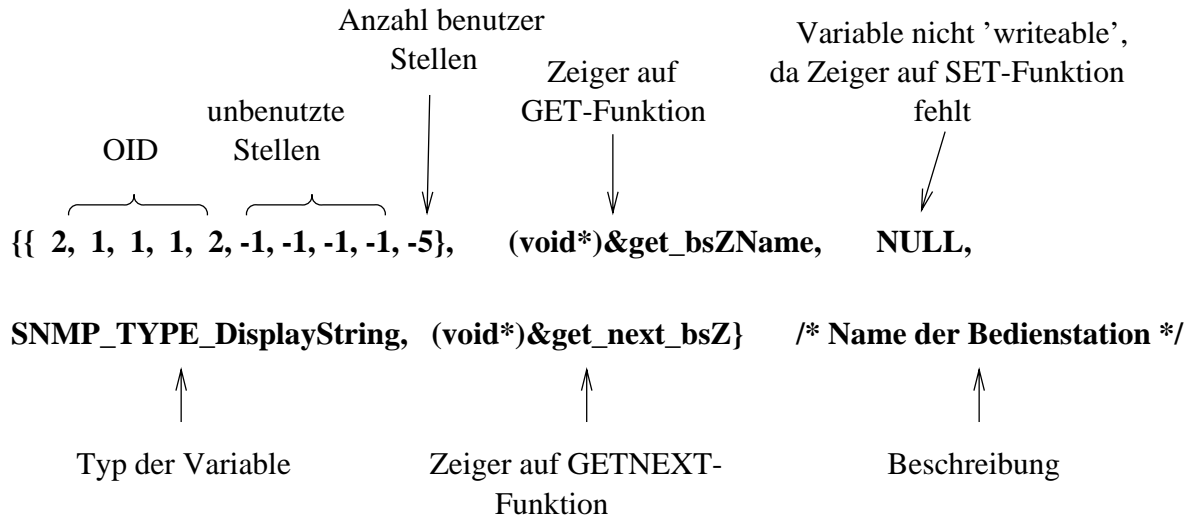 Anzahl benutzer
Stellen
Variable nicht ’writeable’,
da Zeiger auf SET-Funktion
fehlt
Zeiger auf
GET-Funktion
unbenutzte
Stellen
OID
{{ 2, 1, 1, 1, 2, -1, -1, -1, -1, -5}, (void*)&get_bsZName, NULL,
SNMP_TYPE_DisplayString, (void*)&get_next_bsZ} /* Name der Bedienstation */
Typ der Variable
Zeiger auf GETNEXT-
Funktion
Beschreibung